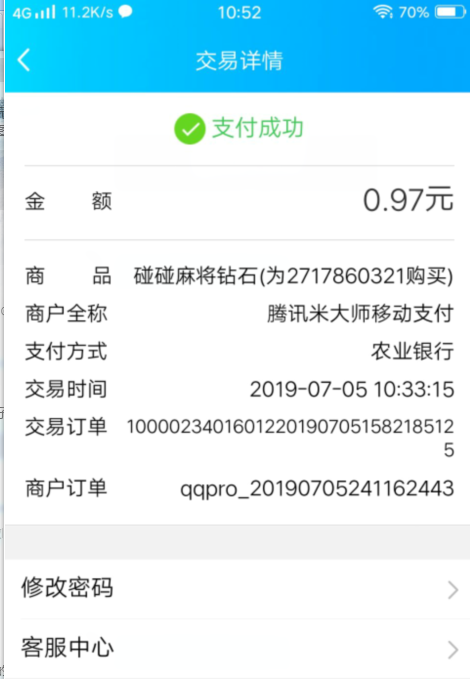 4G 11.2K/s 10:52 70%
交易详情
支付成功
金 额 0.97元
商 品 碰碰麻将钻石(为2717860321购买)
商户全称 腾讯米大师移动支付
支付方式 农业银行
交易时间 2019-07-05 10:33:15
交易订单 100002340160122019070515821851​2
5
商户订单 qqpro_20190705241162443
修改密码
客服中心